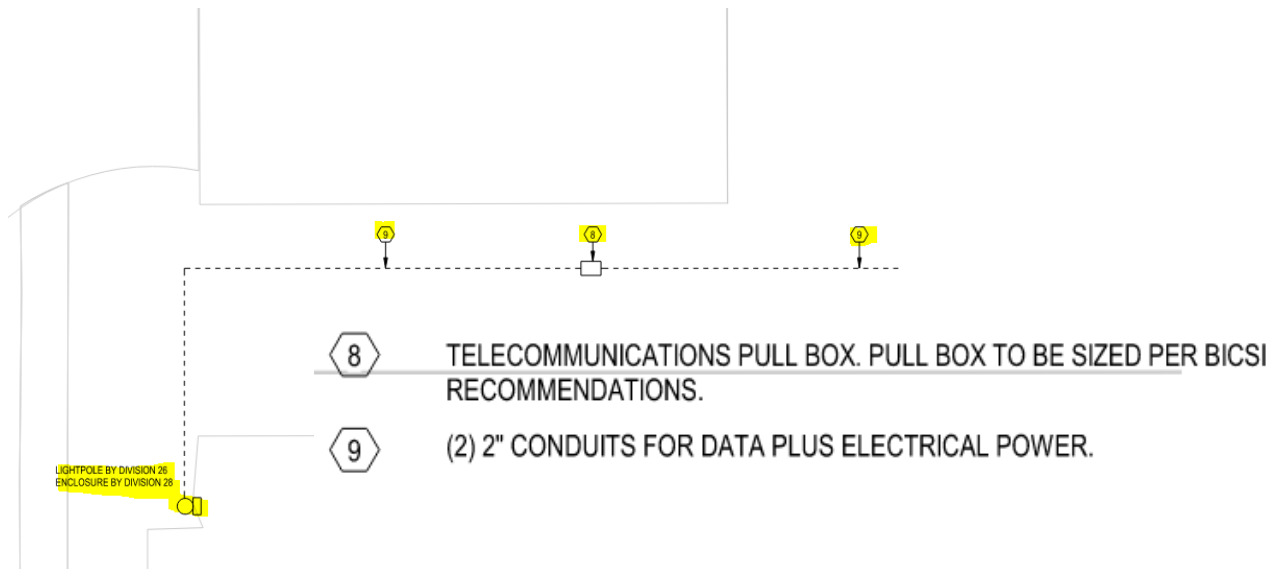 9
8
9
8 TELECOMMUNICATIONS PULL BOX. PULL BOX TO BE SIZED PER BICSI
RECOMMENDATIONS.
9 (2) 2" CONDUITS FOR DATA PLUS ELECTRICAL POWER.
LIGHTPOLE BY DIVISION 26
ENCLOSURE BY DIVISION 28